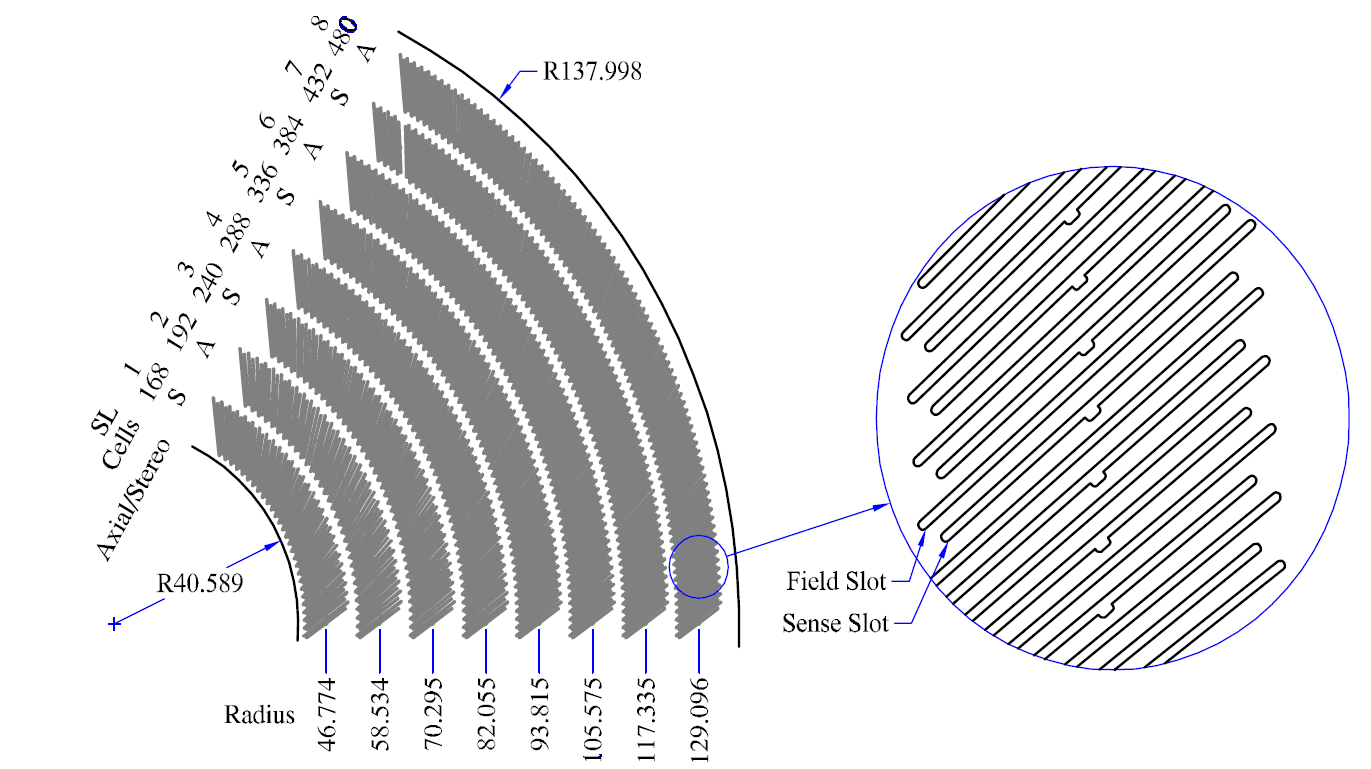 SL 1 2 3 4 5 6 7 8
Cells 168 192 240 288 336 384 432 480
Axial/Stereo S A S A S A S A
R137.998
R40.589
Field Slot
Sense Slot
Radius 46.774 58.534 70.295 82.055 93.815 105.575 117.335 129.096